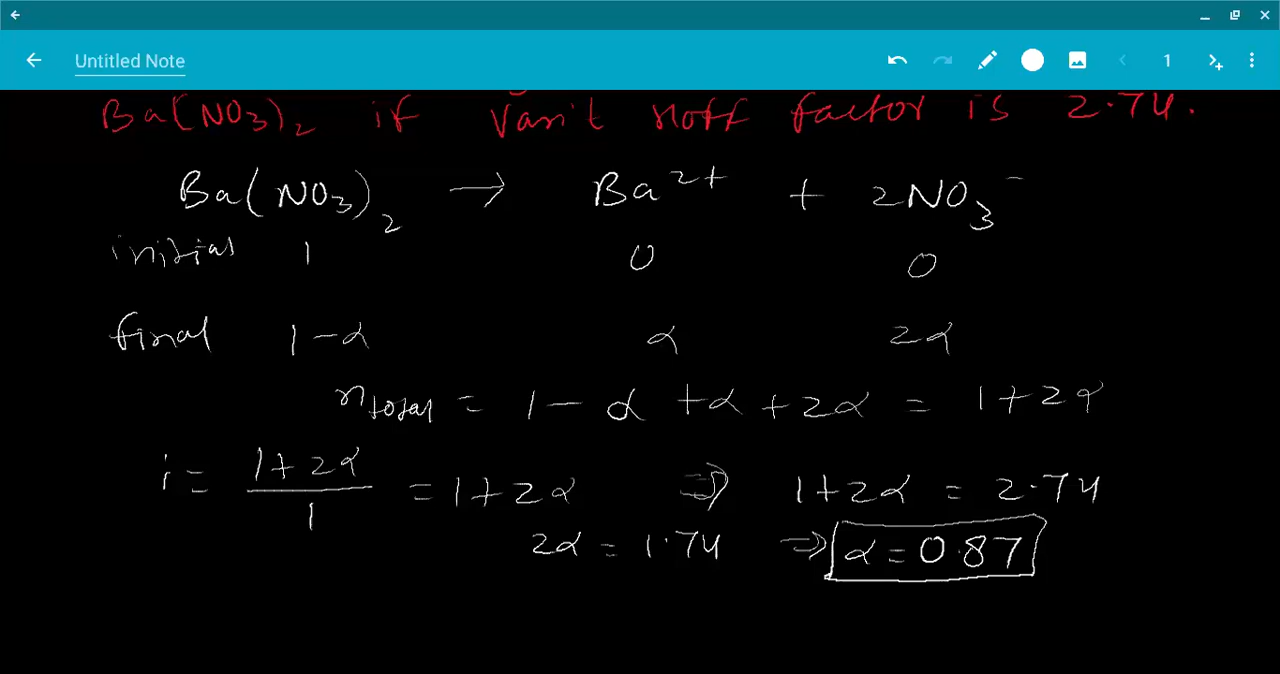 Untitled Note
1
Ba(NO3)2 if Van't Hoff factor is 2.74.
Ba(NO3)2 → Ba2+ + 2NO3-
initial 1 0 0
final 1-α α 2α
ntotal = 1 - α + α + 2α = 1+2α
i = 1+2α / 1 = 1+2α ⇒ 1+2α = 2.74
2α = 1.74 ⇒ α = 0.87